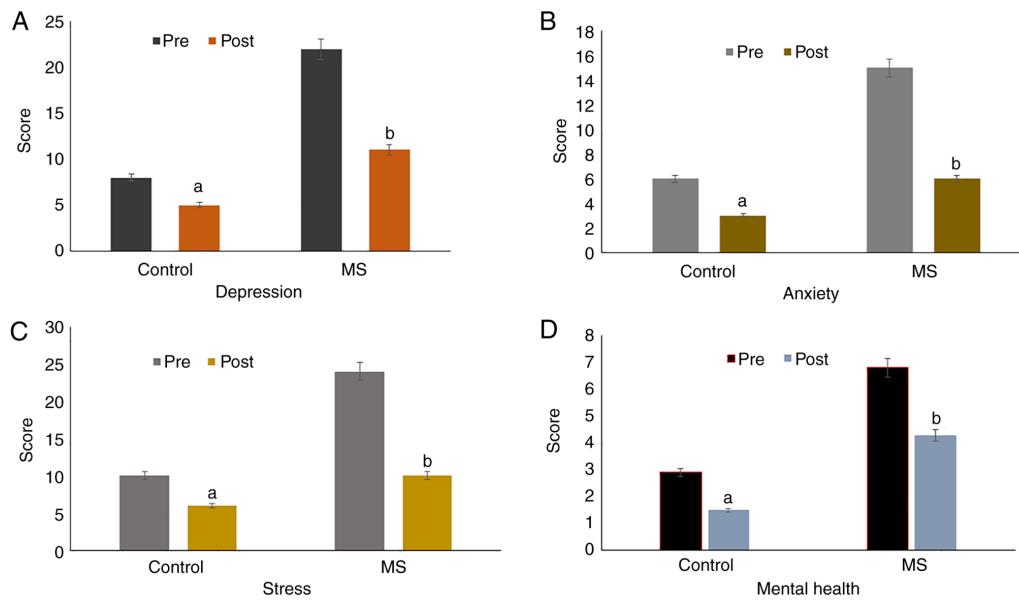 A
Pre Post
25
20
15
10
5
0
Score
a
b
Control MS
Depression
B
Pre Post
18
16
14
12
10
8
6
4
2
0
Score
a
b
Control MS
Anxiety
C
Pre Post
30
25
20
15
10
5
0
Score
a
b
Control MS
Stress
D
Pre Post
8
7
6
5
4
3
2
1
0
Score
a
b
Control MS
Mental health